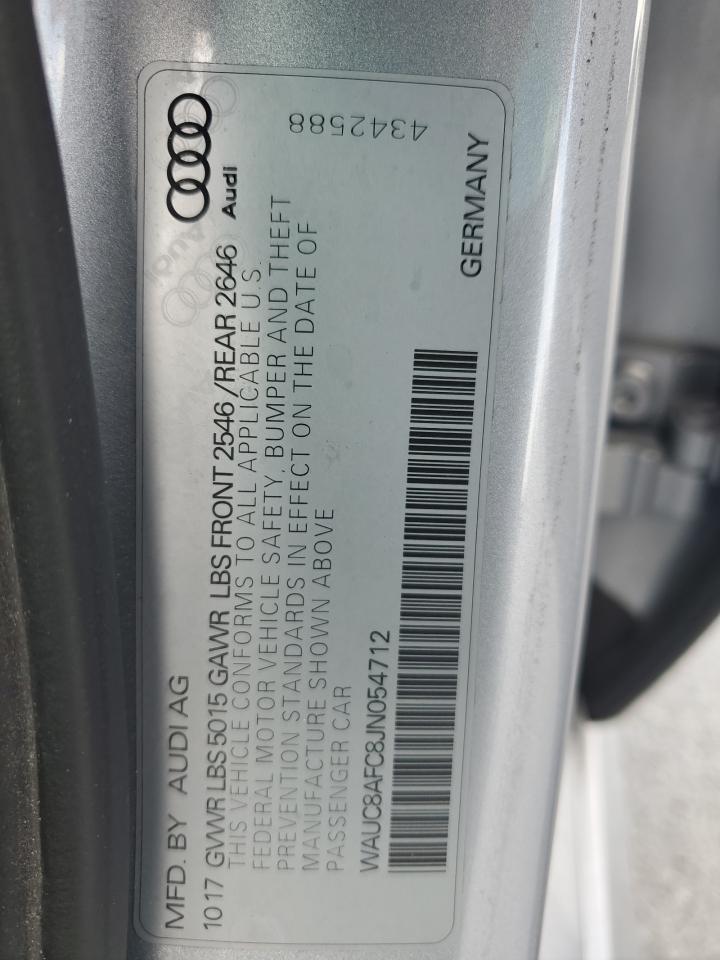 MFD. BY AUDI AG
1017 GVWR LBS 5015 GAWR LBS FRONT 2546 /REAR 2646
Audi
THIS VEHICLE CONFORMS TO ALL APPLICABLE U.S.
FEDERAL MOTOR VEHICLE SAFETY, BUMPER AND THEFT
PREVENTION STANDARDS IN EFFECT ON THE DATE OF
MANUFACTURE SHOWN ABOVE
PASSENGER CAR
WAUC8AFC8JN054712
4342588
GERMANY